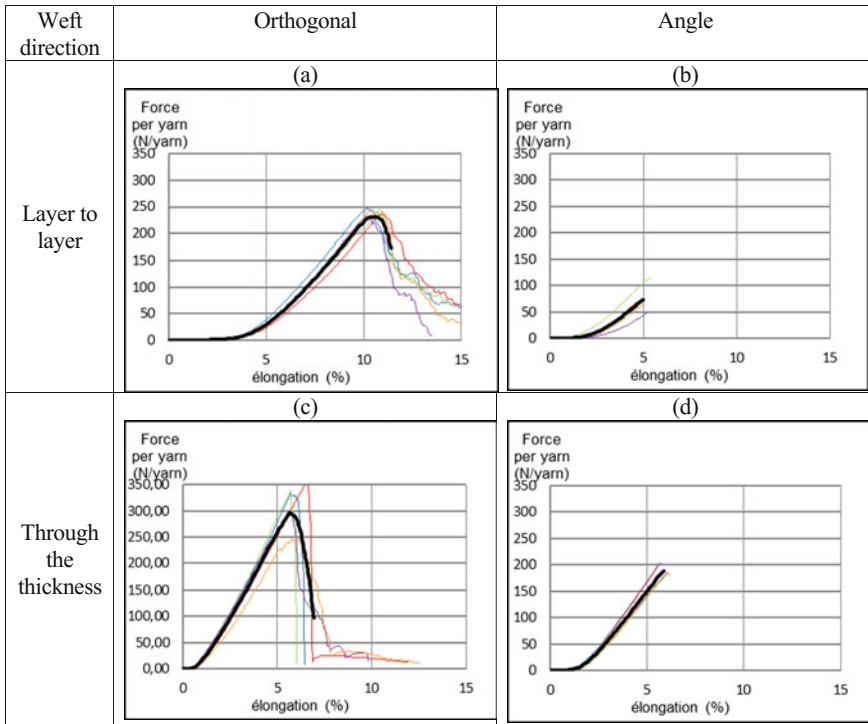 Weft
direction
Orthogonal
Angle
Layer to
layer
(a)
Force
per yarn
(N/yarn)
350
300
250
200
150
100
50
0
0 5 10 15
élongation (%)
(b)
Force
per yarn
(N/yarn)
350
300
250
200
150
100
50
0
0 5 10 15
élongation (%)
Through
the
thickness
(c)
Force
per yarn
(N/yarn)
350,00
300,00
250,00
200,00
150,00
100,00
50,00
0,00
0 5 10 15
élongation (%)
(d)
Force
per yarn
(N/yarn)
350
300
250
200
150
100
50
0
0 5 10 15
élongation (%)